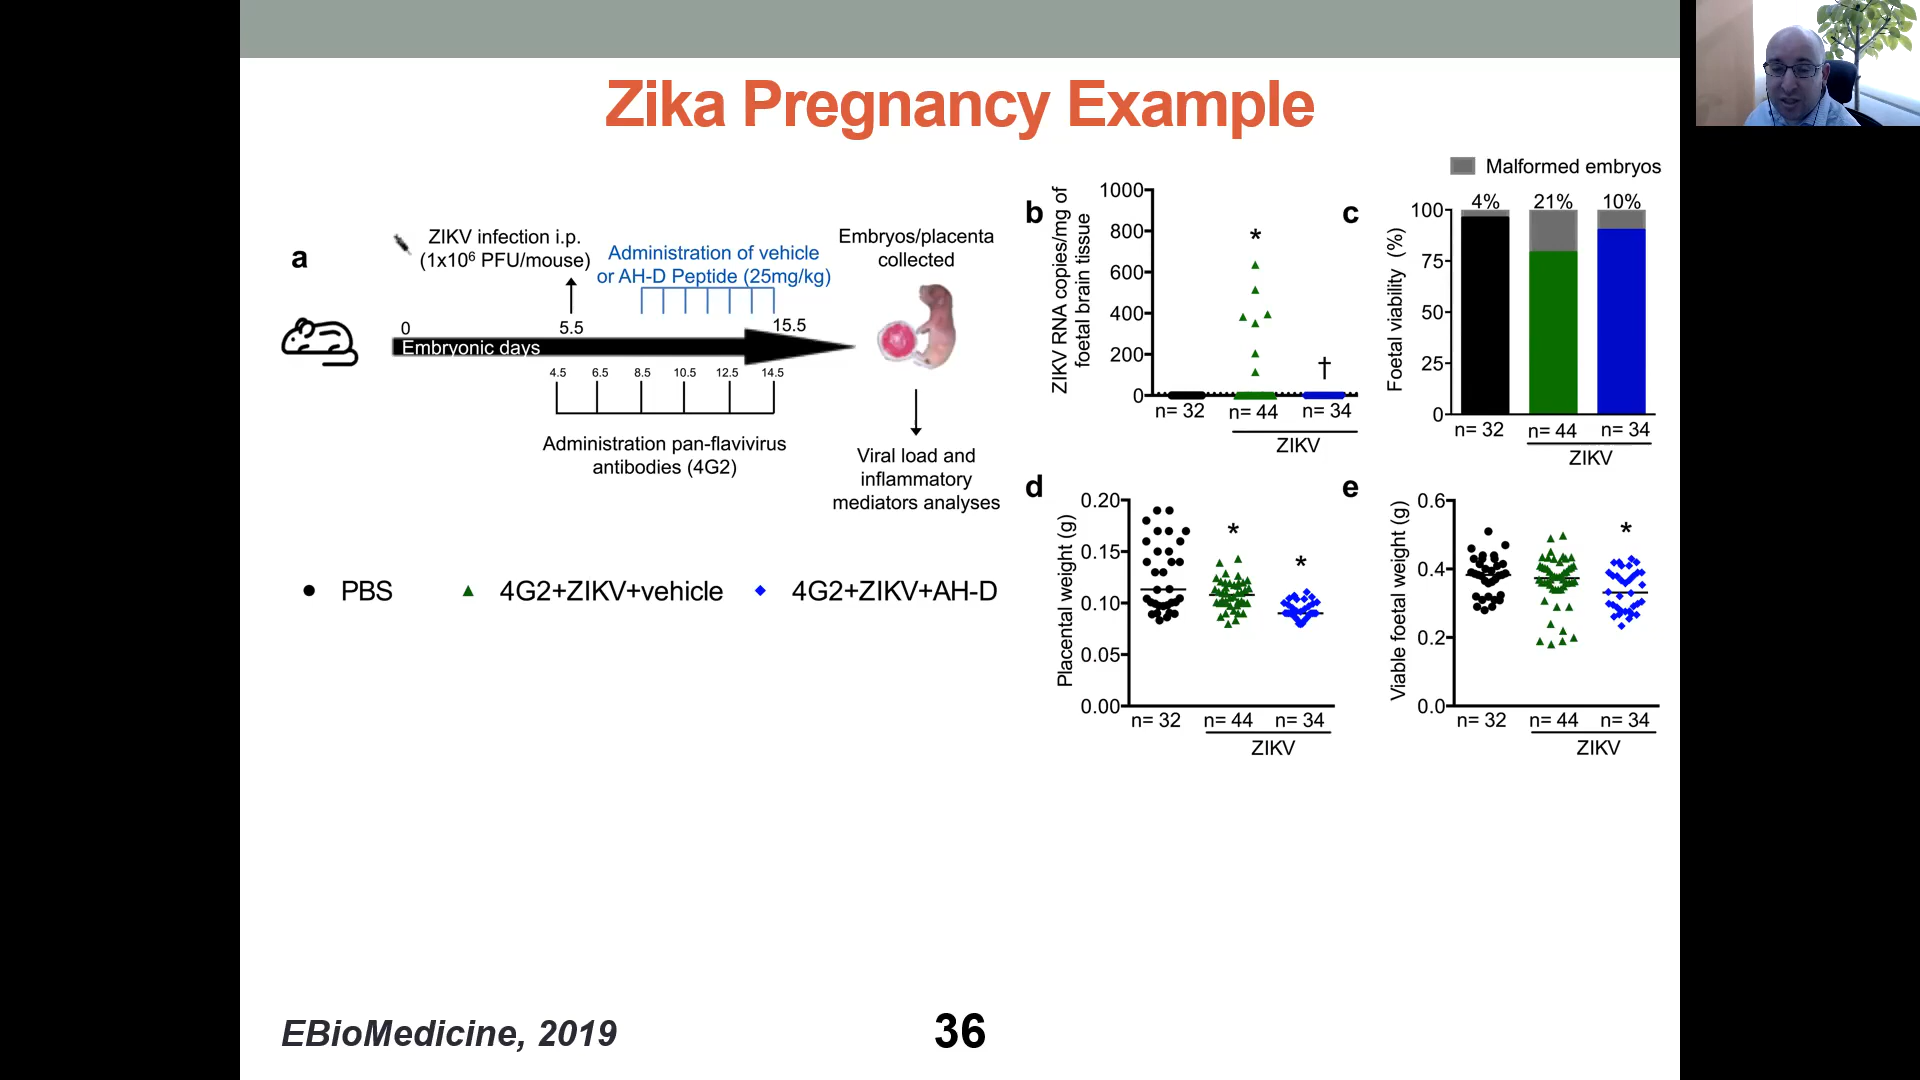 Zika Pregnancy Example
a
ZIKV infection i.p.
(1x10⁶ PFU/mouse)
Administration of vehicle
or AH-D Peptide (25mg/kg)
Embryos/placenta
collected
0
5.5
15.5
Embryonic days
4.5 6.5 8.5 10.5 12.5 14.5
Administration pan-flavivirus
antibodies (4G2)
Viral load and
inflammatory
mediators analyses
PBS
4G2+ZIKV+vehicle
4G2+ZIKV+AH-D
b
ZIKV RNA copies/mg of
foetal brain tissue
1000
800
600
400
200
0
*
†
n= 32 n= 44 n= 34
ZIKV
c
Malformed embryos
Foetal viability (%)
4% 21% 10%
100
75
50
25
0
n= 32 n= 44 n= 34
ZIKV
d
Placental weight (g)
0.20
0.15
0.10
0.05
0.00
* *
n= 32 n= 44 n= 34
ZIKV
e
Viable foetal weight (g)
0.6
0.4
0.2
0.0
*
n= 32 n= 44 n= 34
ZIKV
EBioMedicine, 2019
36